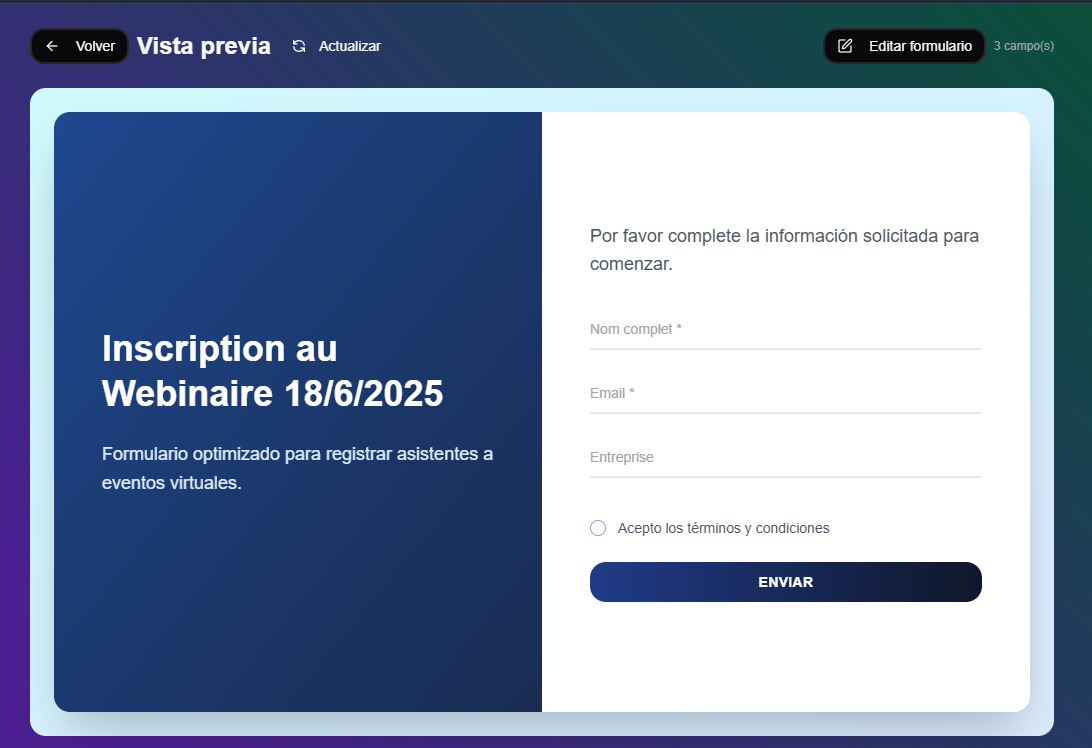 Volver
Vista previa
Actualizar
Editar formulario
3 campo(s)
Inscription au
Webinaire 18/6/2025
Formulario optimizado para registrar asistentes a
eventos virtuales.
Por favor complete la información solicitada para
comenzar.
Nom complet *
Email *
Entreprise
Acepto los términos y condiciones
ENVIAR